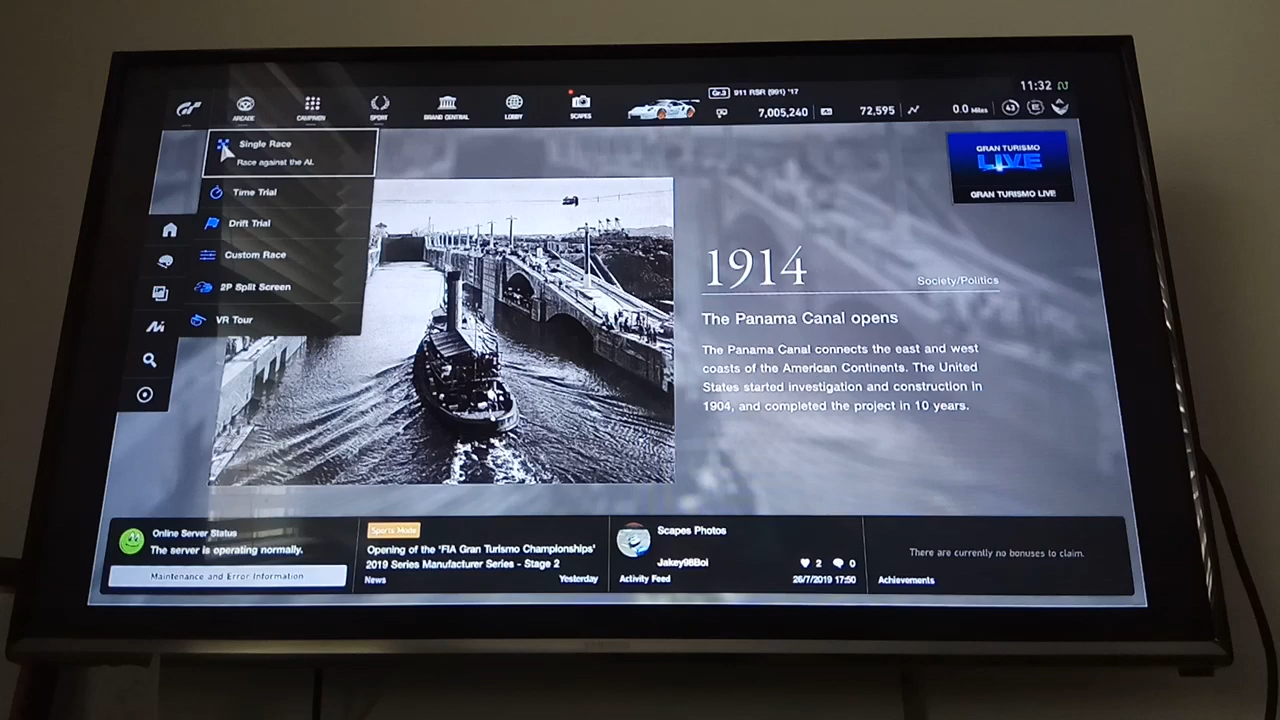 11:32
Gr.3 911 RSR (991) '17
GT ARCADE CAMPAIGN SPORT BRAND CENTRAL LOBBY SCAPES 7,005,240 72,595 0.0 Miles 43 E
Single Race
Race against the AI.
Time Trial
Drift Trial
Custom Race
2P Split Screen
VR Tour
GRAN TURISMO
LIVE
GRAN TURISMO LIVE
1914 Society/Politics
The Panama Canal opens
The Panama Canal connects the east and west
coasts of the American Continents. The United
States started investigation and construction in
1904, and completed the project in 10 years.
Online Server Status
The server is operating normally.
Maintenance and Error Information
Sports Mode
Opening of the 'FIA Gran Turismo Championships'
2019 Series Manufacturer Series - Stage 2
News Yesterday
Scapes Photos
Jakey98Boi 2 0
Activity Feed 26/7/2019 17:50
There are currently no bonuses to claim.
Achievements